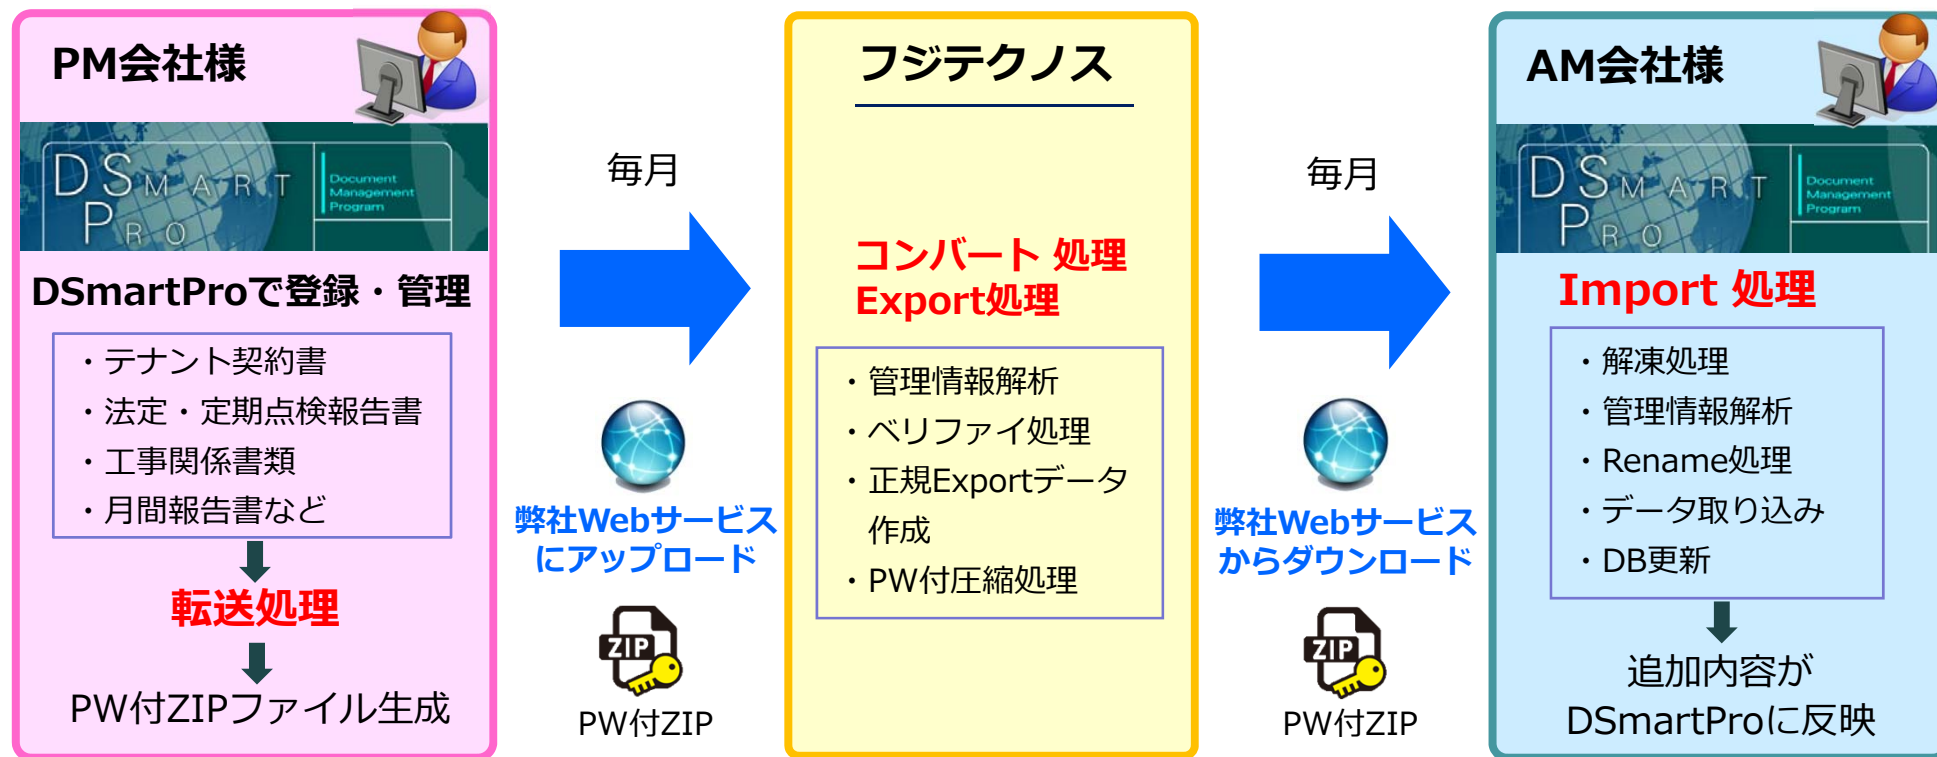 PM会社様
DSMART
PRO
Document
Management
Program
DSmartProで登録・管理
・テナント契約書
・法定・定期点検報告書
・工事関係書類
・月間報告書など
転送処理
PW付ZIPファイル生成
毎月
弊社Webサービス
にアップロード
ZIP
PW付ZIP
フジテクノス
コンバート 処理
Export処理
・管理情報解析
・ベリファイ処理
・正規Exportデータ
作成
・PW付圧縮処理
毎月
弊社Webサービス
からダウンロード
ZIP
PW付ZIP
AM会社様
DSMART
PRO
Document
Management
Program
Import 処理
・解凍処理
・管理情報解析
・Rename処理
・データ取り込み
・DB更新
追加内容が
DSmartProに反映